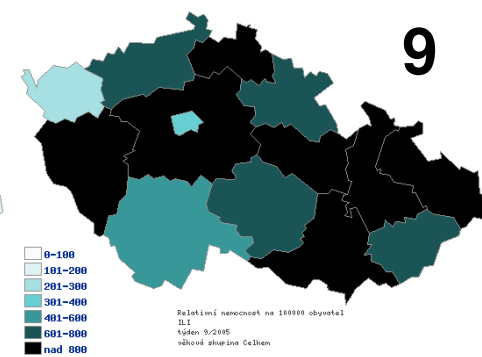 9
0-100
101-200
201-300
301-400
401-600
601-800
nad 800
Relativní nemocnost na 100000 obyvatel
ILI
týden 9/2005
věková skupina Celkem